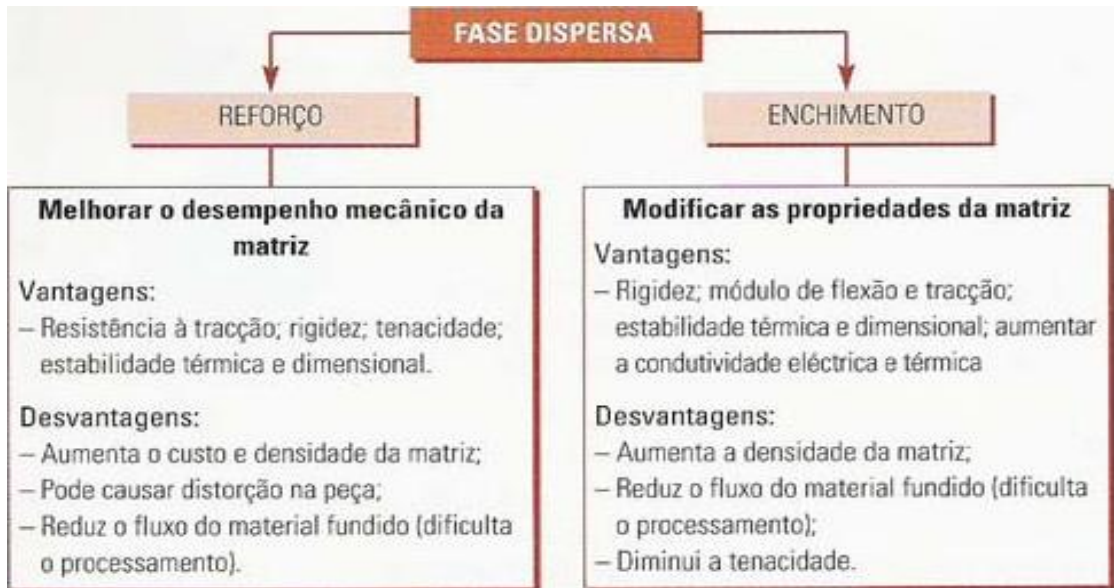 FASE DISPERSA
REFORÇO
Melhorar o desempenho mecânico da
matriz
Vantagens:
– Resistência à tracção; rigidez; tenacidade;
estabilidade térmica e dimensional.
Desvantagens:
– Aumenta o custo e densidade da matriz;
– Pode causar distorção na peça;
– Reduz o fluxo do material fundido (dificulta
o processamento).
ENCHIMENTO
Modificar as propriedades da matriz
Vantagens:
– Rigidez; módulo de flexão e tracção;
estabilidade térmica e dimensional; aumentar
a condutividade eléctrica e térmica
Desvantagens:
– Aumenta a densidade da matriz;
– Reduz o fluxo do material fundido (dificulta
o processamento);
– Diminui a tenacidade.